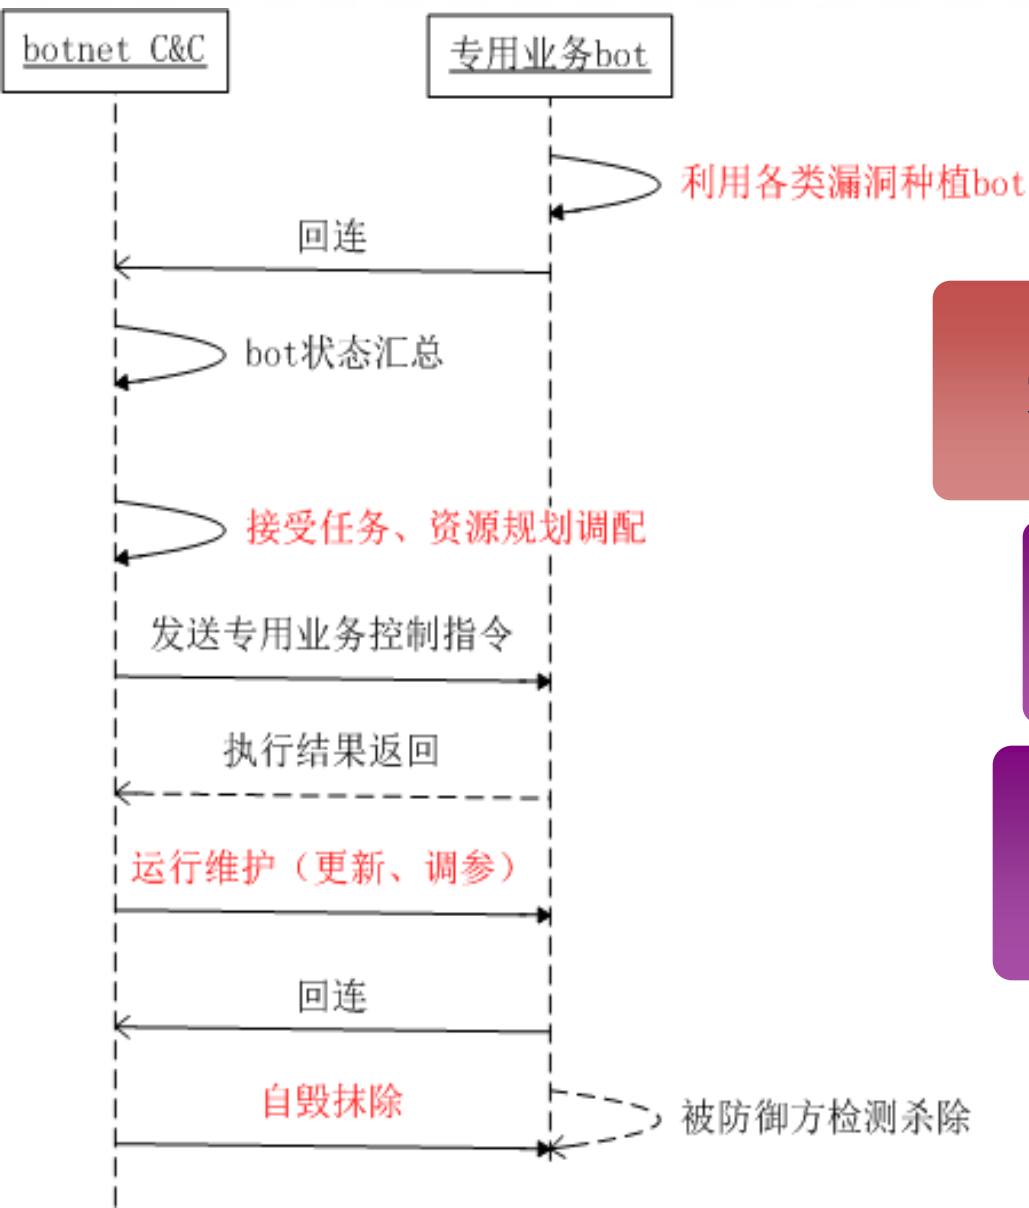 botnet C&C
专用业务bot
利用各类漏洞种植bot
回连
bot状态汇总
接受任务、资源规划调配
发送专用业务控制指令
执行结果返回
运行维护（更新、调参）
回连
自毁抹除
被防御方检测杀除